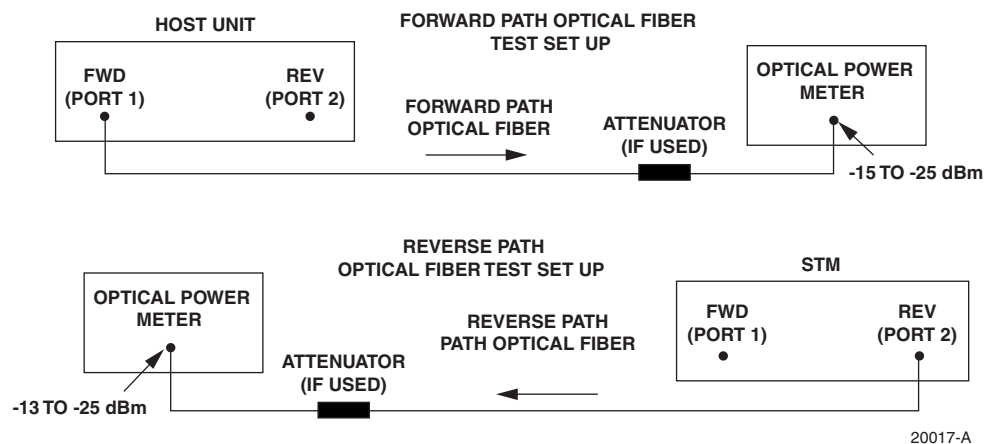 HOST UNIT
FORWARD PATH OPTICAL FIBER
TEST SET UP
FWD
(PORT 1)
REV
(PORT 2)
FORWARD PATH
OPTICAL FIBER
ATTENUATOR
(IF USED)
OPTICAL POWER
METER
-15 TO -25 dBm
REVERSE PATH
OPTICAL FIBER TEST SET UP
OPTICAL POWER
METER
-13 TO -25 dBm
ATTENUATOR
(IF USED)
REVERSE PATH
PATH OPTICAL FIBER
STM
FWD
(PORT 1)
REV
(PORT 2)
20017-A